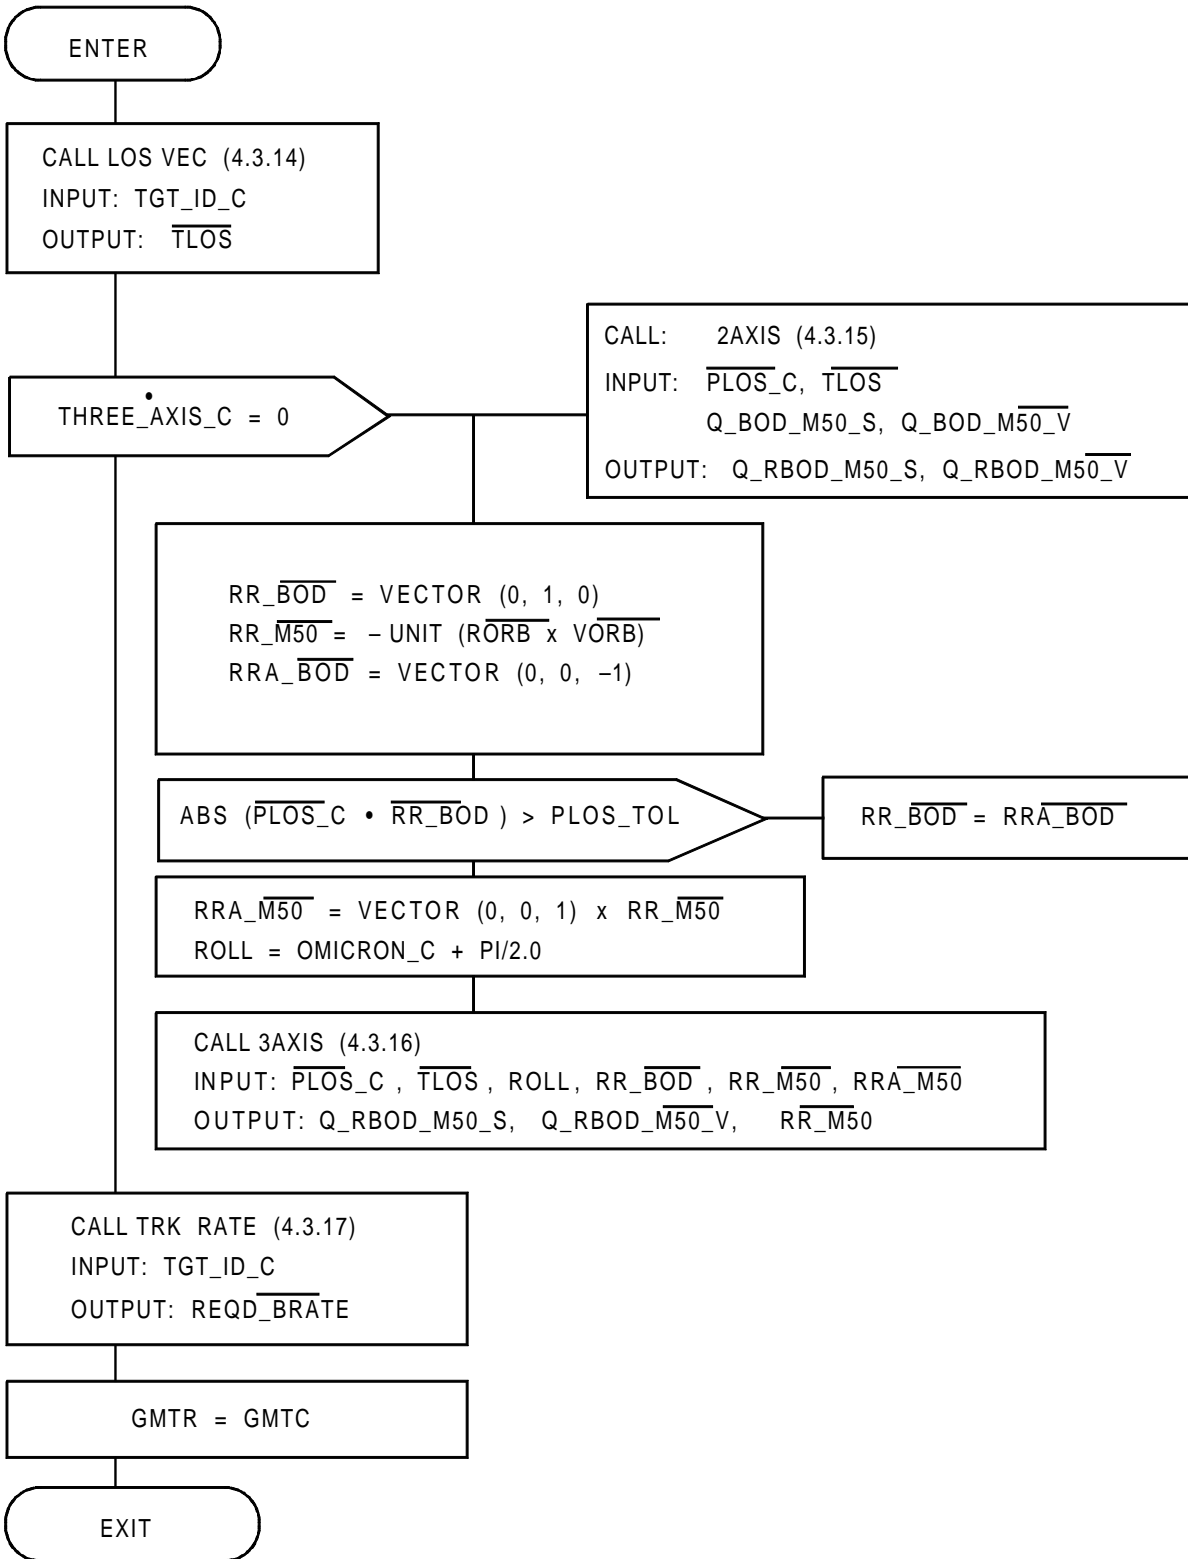 ENTER
CALL LOS VEC (4.3.14)
INPUT: TGT_ID_C
OUTPUT: TLOS
THREE_AXIS_C = 0
CALL: 2AXIS (4.3.15)
INPUT: PLOS_C, TLOS
Q_BOD_M50_S, Q_BOD_M50_V
OUTPUT: Q_RBOD_M50_S, Q_RBOD_M50_V
RR_BOD = VECTOR (0, 1, 0)
RR_M50 = – UNIT (RORB x VORB)
RRA_BOD = VECTOR (0, 0, –1)
ABS (PLOS_C • RR_BOD ) > PLOS_TOL
RR_BOD = RRA_BOD
RRA_M50 = VECTOR (0, 0, 1) x RR_M50
ROLL = OMICRON_C + PI/2.0
CALL 3AXIS (4.3.16)
INPUT: PLOS_C , TLOS , ROLL, RR_BOD , RR_M50 , RRA_M50
OUTPUT: Q_RBOD_M50_S, Q_RBOD_M50_V, RR_M50
CALL TRK RATE (4.3.17)
INPUT: TGT_ID_C
OUTPUT: REQD_BRATE
GMTR = GMTC
EXIT